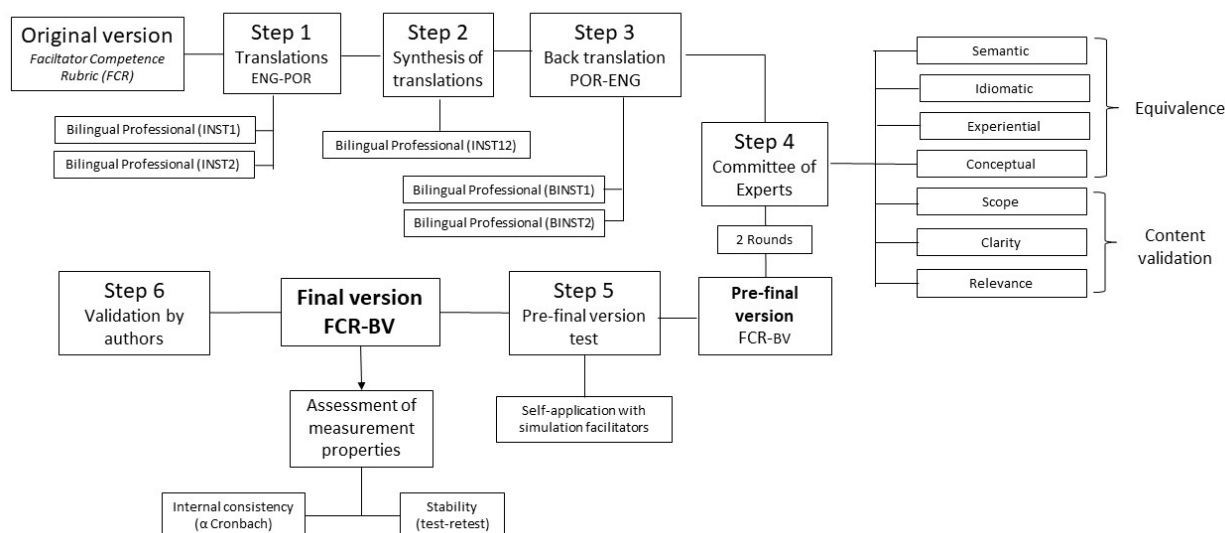 Original version
Facilitator Competence
Rubric (FCR)
Step 1
Translations
ENG-POR
Bilingual Professional (INST1)
Bilingual Professional (INST2)
Step 2
Synthesis of
translations
Bilingual Professional (INST12)
Step 3
Back translation
POR-ENG
Bilingual Professional (BINST1)
Bilingual Professional (BINST2)
Step 4
Committee of
Experts
2 Rounds
Semantic
Idiomatic
Experiential
Conceptual
Equivalence
Scope
Clarity
Relevance
Content
validation
Pre-final
version
FCR-BV
Step 5
Pre-final version
test
Self-application with
simulation facilitators
Final version
FCR-BV
Step 6
Validation by
authors
Assessment of
measurement
properties
Internal consistency
(α Cronbach)
Stability
(test-retest)